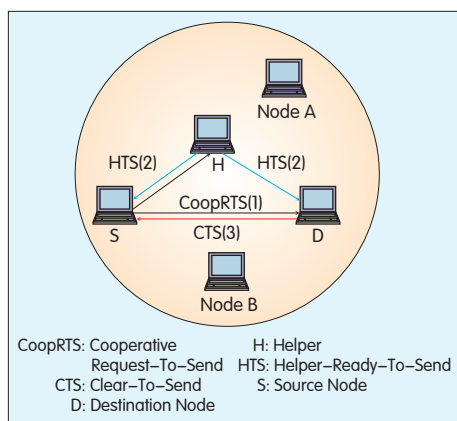 Node A
H
HTS(2)
HTS(2)
CoopRTS(1)
S
D
CTS(3)
Node B
CoopRTS: Cooperative
Request–To–Send
CTS: Clear–To–Send
D: Destination Node
H: Helper
HTS: Helper–Ready–To–Send
S: Source Node